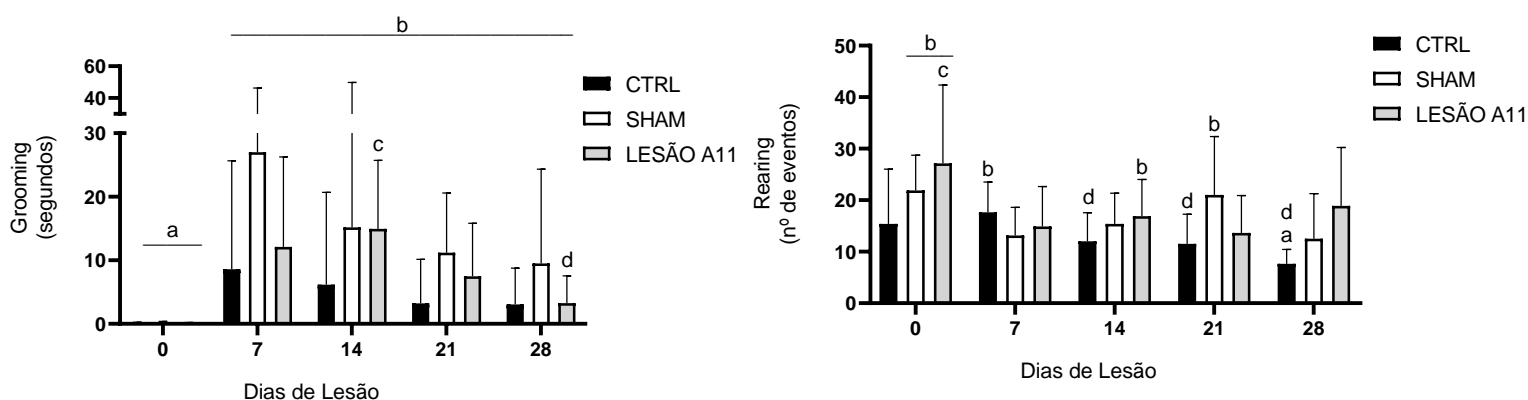 b
60
40
30
20
10
0
Grooming
(segundos)
a
c
d
0 7 14 21 28
Dias de Lesão
CTRL
SHAM
LESÃO A11
50
40
30
20
10
0
Rearing
(nº de eventos)
b
c
b
d
b
d
b
d
a
0 7 14 21 28
Dias de Lesão
CTRL
SHAM
LESÃO A11